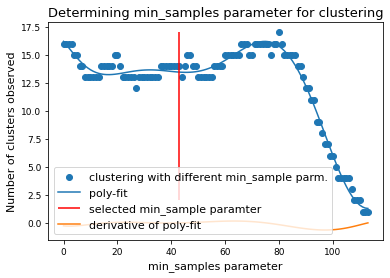 Determining min_samples parameter for clustering
Number of clusters observed
17.5
15.0
12.5
10.0
7.5
5.0
2.5
0.0
clustering with different min_sample parm.
poly-fit
selected min_sample paramter
derivative of poly-fit
0
20
40
60
80
100
min_samples parameter